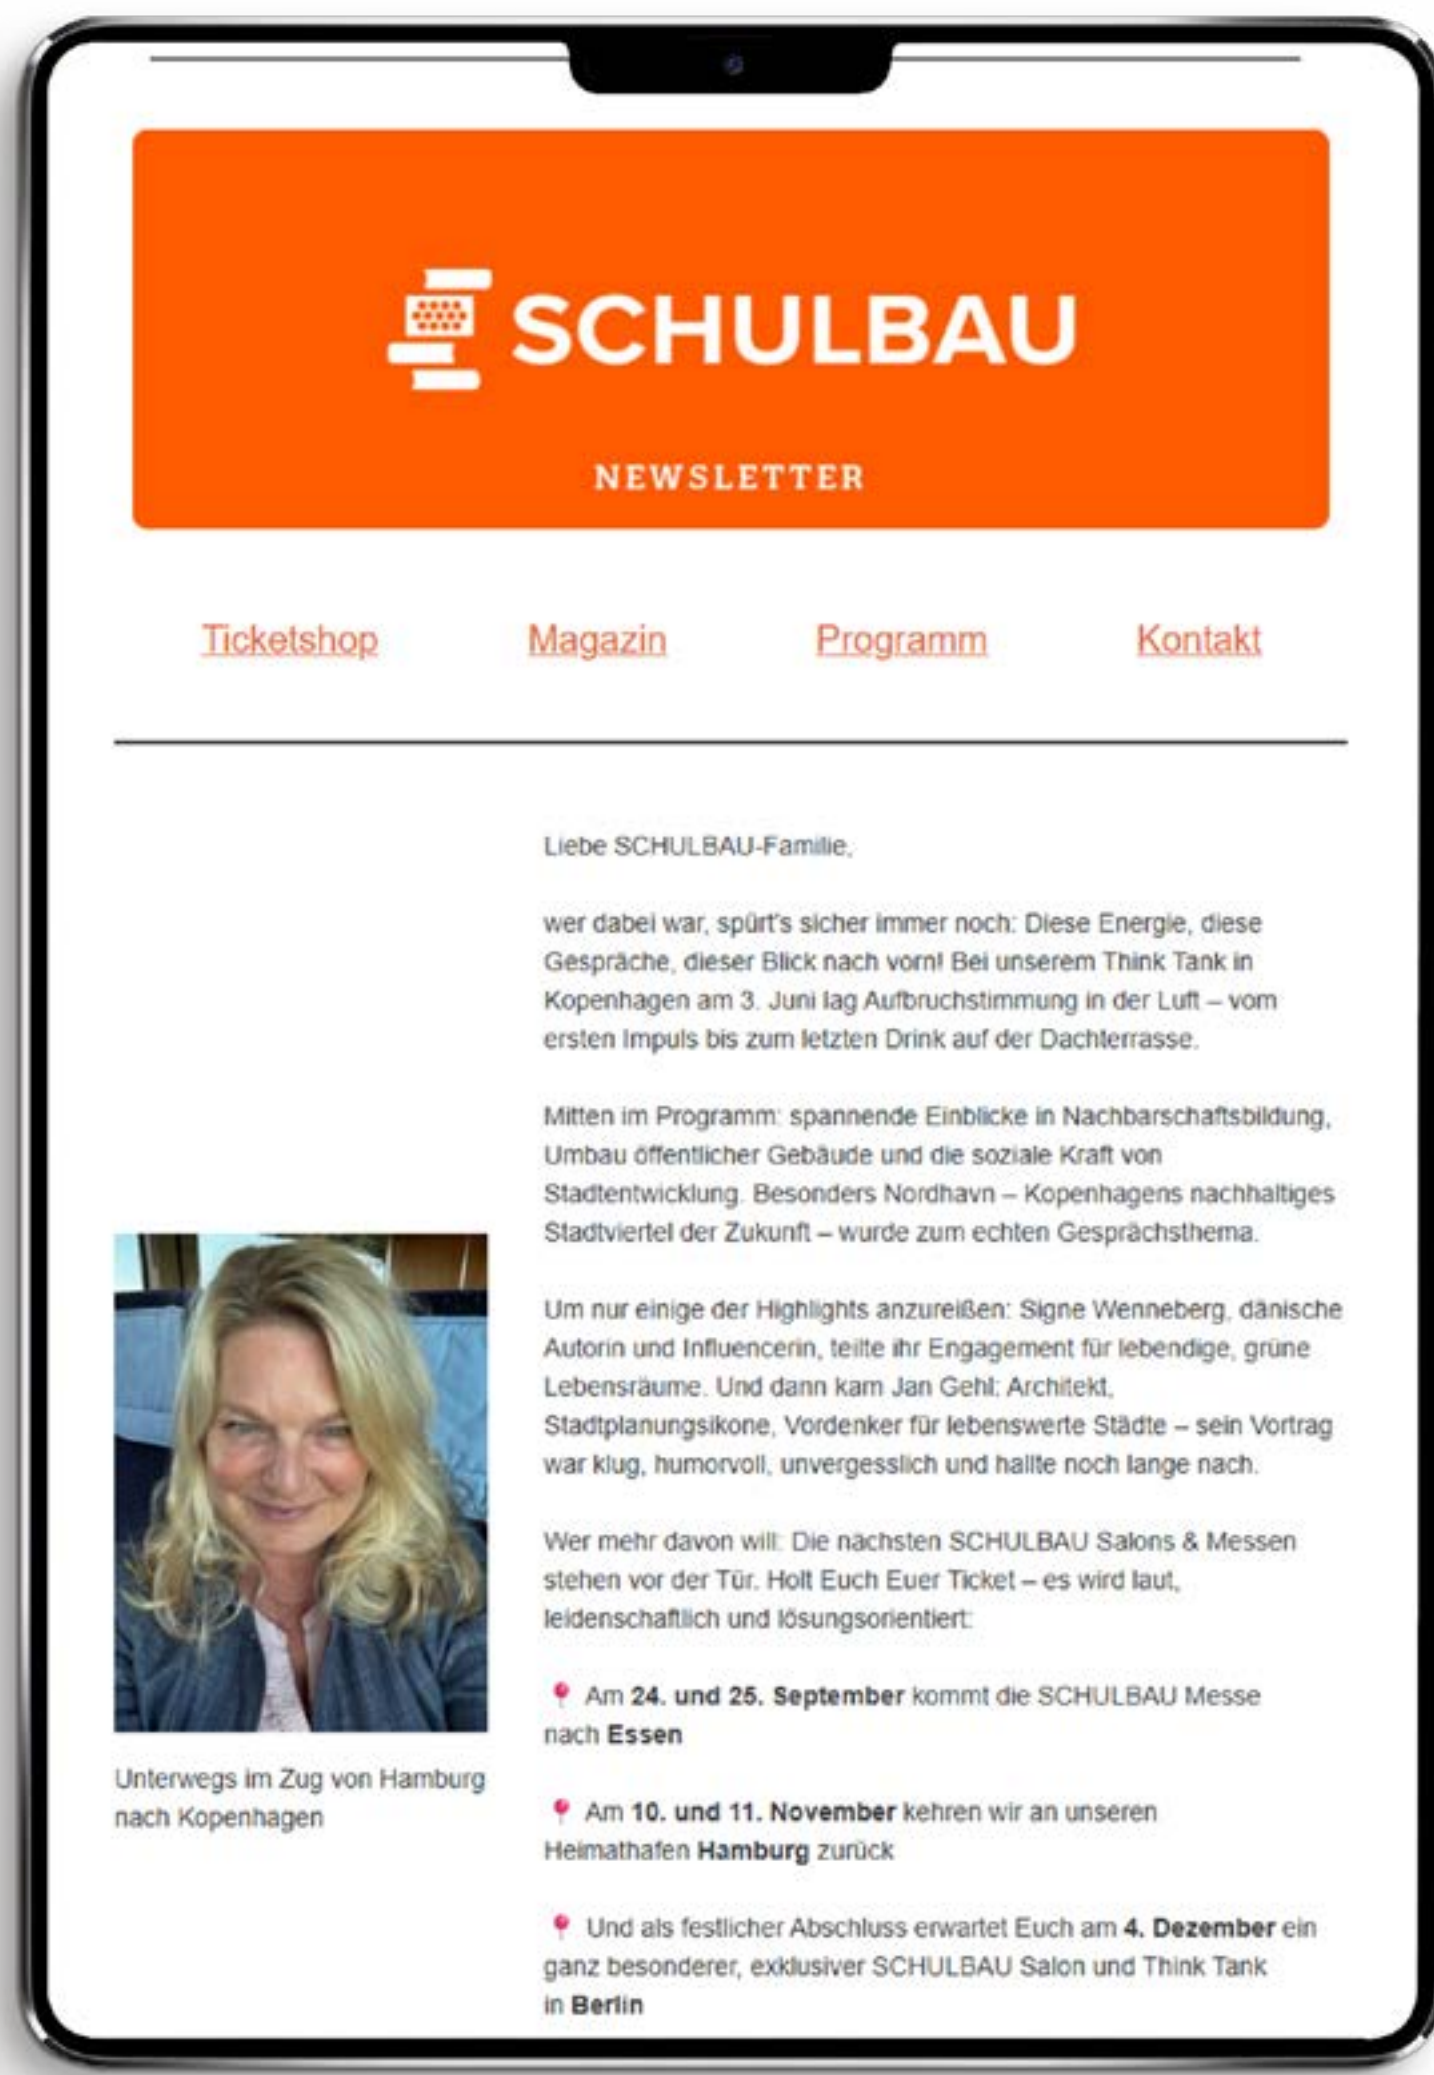 SCHULBAU
NEWSLETTER
Ticketshop Magazin Programm Kontakt
Liebe SCHULBAU-Familie,
wer dabei war, spürt's sicher immer noch: Diese Energie, diese
Gespräche, dieser Blick nach vorn! Bei unserem Think Tank in
Kopenhagen am 3. Juni lag Aufbruchstimmung in der Luft – vom
ersten Impuls bis zum letzten Drink auf der Dachterrasse.
Mitten im Programm: spannende Einblicke in Nachbarschaftsbildung,
Umbau öffentlicher Gebäude und die soziale Kraft von
Stadtentwicklung. Besonders Nordhavn – Kopenhagens nachhaltiges
Stadtviertel der Zukunft – wurde zum echten Gesprächsthema.
Um nur einige der Highlights anzureißen: Signe Wenneberg, dänische
Autorin und Influencerin, teilte ihr Engagement für lebendige, grüne
Lebensräume. Und dann kam Jan Gehl: Architekt,
Stadtplanungsikone, Vordenker für lebenswerte Städte – sein Vortrag
war klug, humorvoll, unvergesslich und hallte noch lange nach.
Wer mehr davon will: Die nächsten SCHULBAU Salons & Messen
stehen vor der Tür. Holt Euch Euer Ticket – es wird laut,
leidenschaftlich und lösungsorientiert:
📍 Am 24. und 25. September kommt die SCHULBAU Messe
nach Essen
📍 Am 10. und 11. November kehren wir an unseren
Heimathafen Hamburg zurück
📍 Und als festlicher Abschluss erwartet Euch am 4. Dezember ein
ganz besonderer, exklusiver SCHULBAU Salon und Think Tank
in Berlin
Unterwegs im Zug von Hamburg
nach Kopenhagen